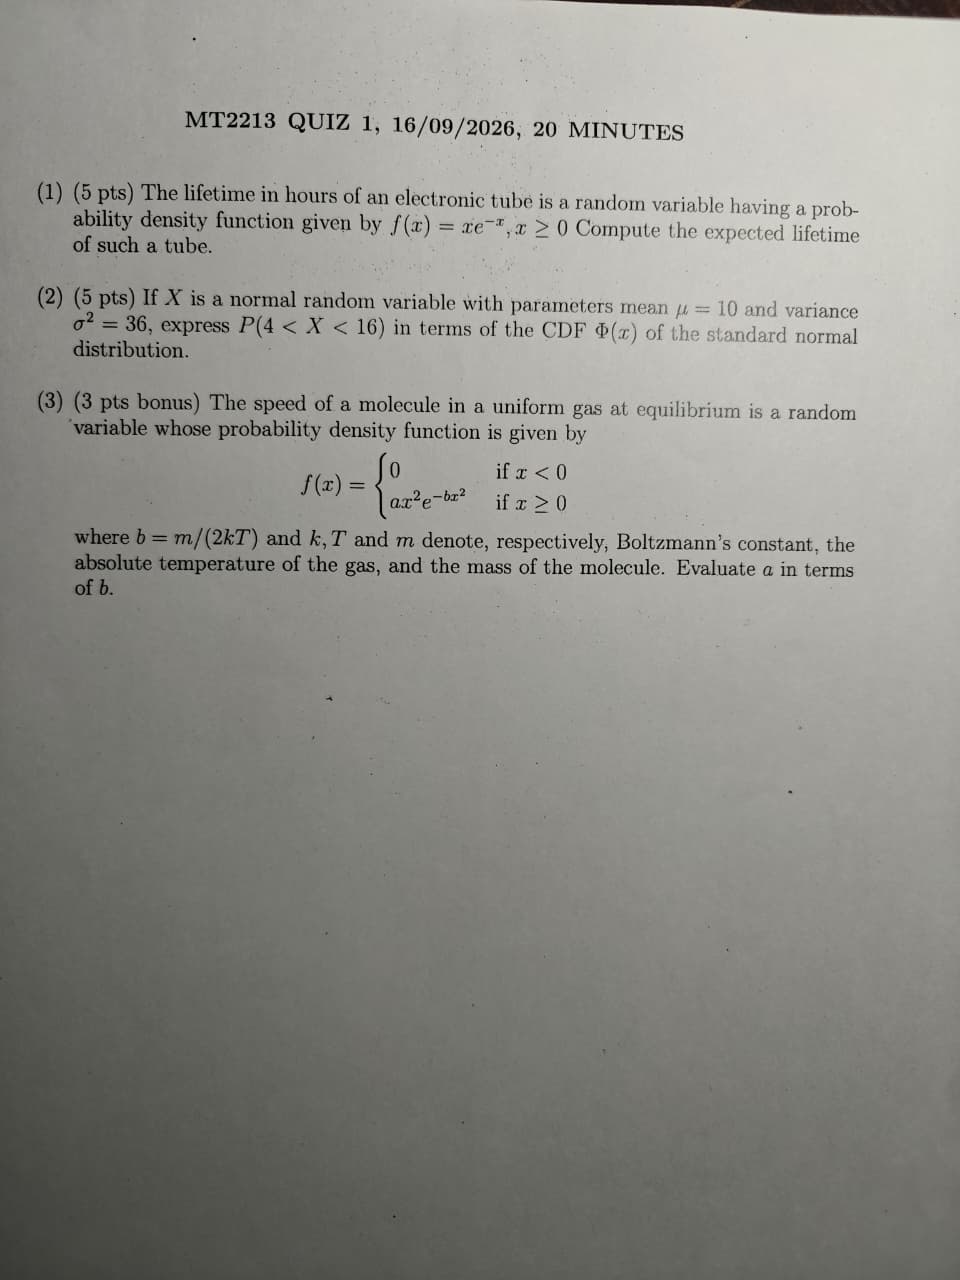 MT2213 QUIZ 1, 16/09/2026, 20 MINUTES
(1) (5 pts) The lifetime in hours of an electronic tube is a random variable having a prob-
ability density function given by f(x) = xe^{-x}, x ≥ 0 Compute the expected lifetime
of such a tube.
(2) (5 pts) If X is a normal random variable with parameters mean μ = 10 and variance
σ² = 36, express P(4 < X < 16) in terms of the CDF Φ(x) of the standard normal
distribution.
(3) (3 pts bonus) The speed of a molecule in a uniform gas at equilibrium is a random
variable whose probability density function is given by
f(x) = { 0 if x < 0
ax²e^{-bx²} if x ≥ 0
where b = m/(2kT) and k, T and m denote, respectively, Boltzmann's constant, the
absolute temperature of the gas, and the mass of the molecule. Evaluate a in terms
of b.